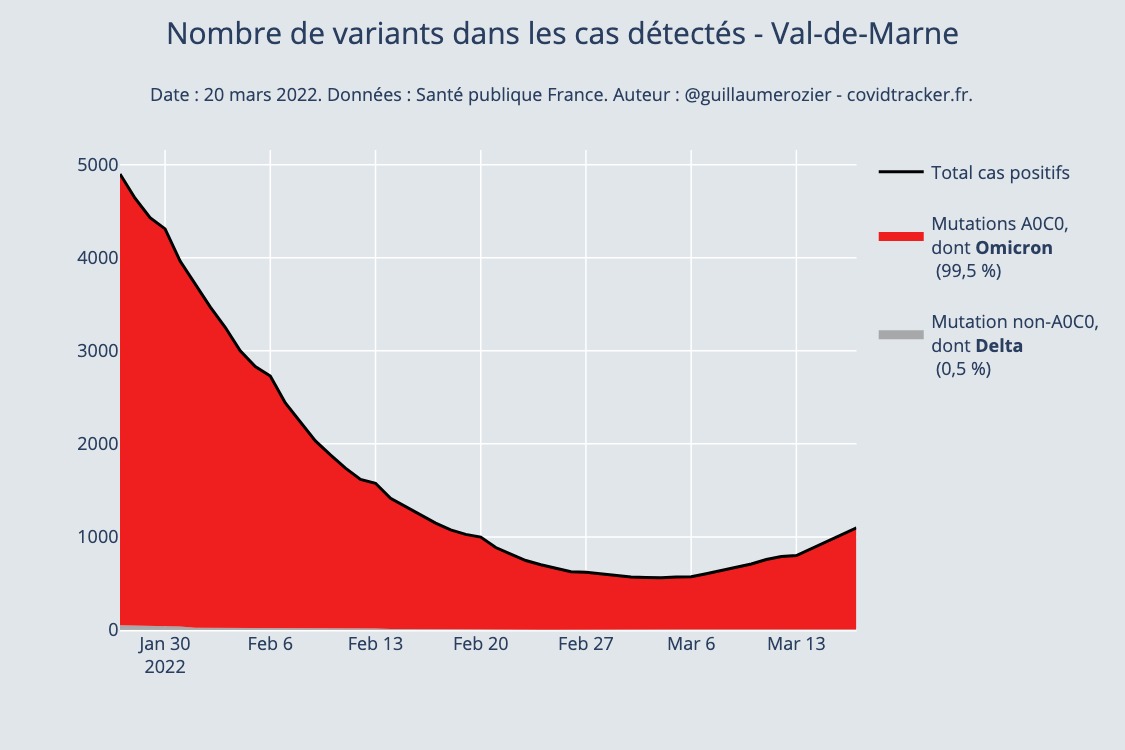 Nombre de variants dans les cas détectés - Val-de-Marne
Date : 20 mars 2022. Données : Santé publique France. Auteur : @guillaumerozier - covidtracker.fr.
5000
4000
3000
2000
1000
0
Jan 30
2022
Feb 6
Feb 13
Feb 20
Feb 27
Mar 6
Mar 13
Total cas positifs
Mutations A0C0,
dont Omicron
(99,5 %)
Mutation non-A0C0,
dont Delta
(0,5 %)